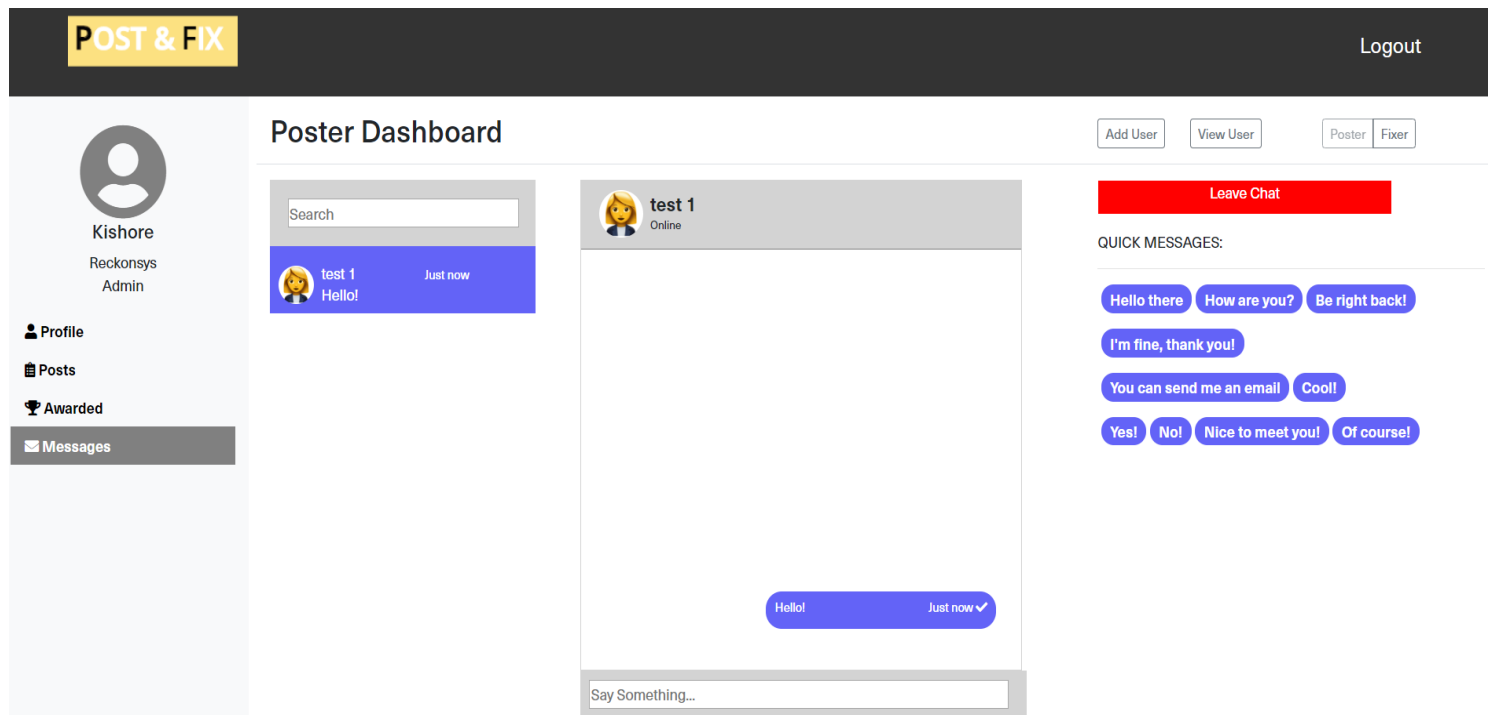 POST & FIX
Logout
Kishore
Reckonsys
Admin
Profile
Posts
Awarded
Messages
Poster Dashboard
Add User
View User
Poster
Fixer
Search
test 1
Just now
Hello!
test 1
Online
Hello!
Just now
Say Something...
Leave Chat
QUICK MESSAGES:
Hello there
How are you?
Be right back!
I'm fine, thank you!
You can send me an email
Cool!
Yes!
No!
Nice to meet you!
Of course!